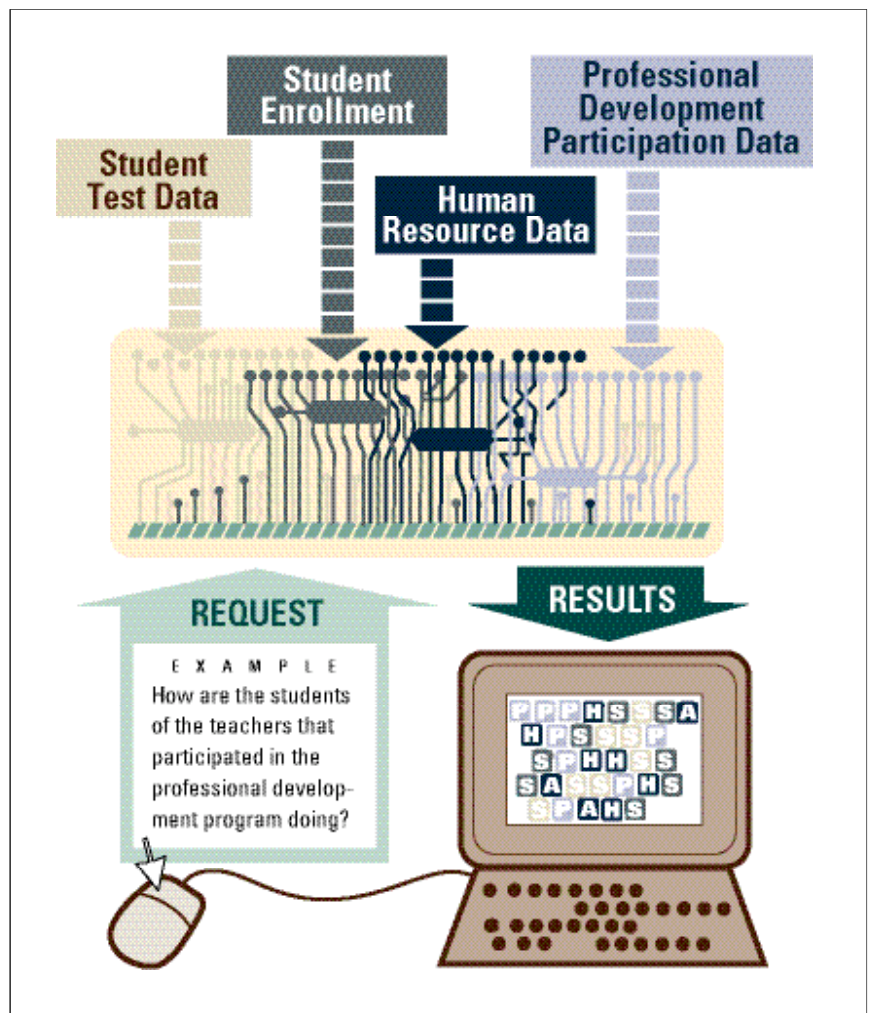 Student
Enrollment
Professional
Development
Participation Data
Student
Test Data
Human
Resource Data
REQUEST
E X A M P L E
How are the students
of the teachers that
participated in the
professional develop-
ment program doing?
RESULTS
P P P H S S S A
H P S S S P
S P H H S S
S A S S P H S
S P A H S